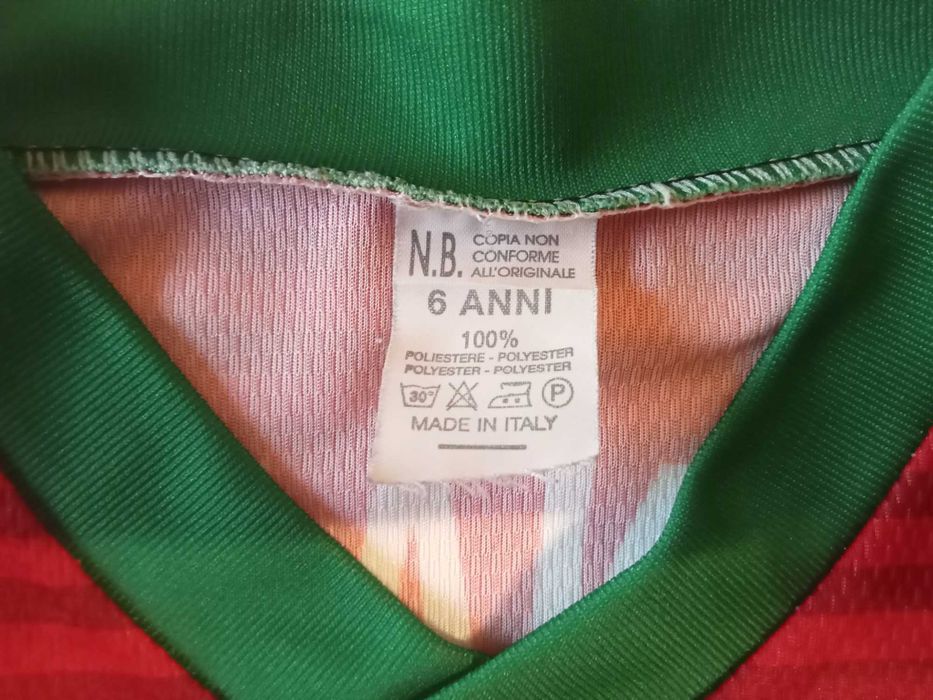 N.B. COPIA NON
CONFORME
ALL'ORIGINALE
6 ANNI
100%
POLIESTERE - POLYESTER
POLYESTER - POLYESTER
30° P
MADE IN ITALY